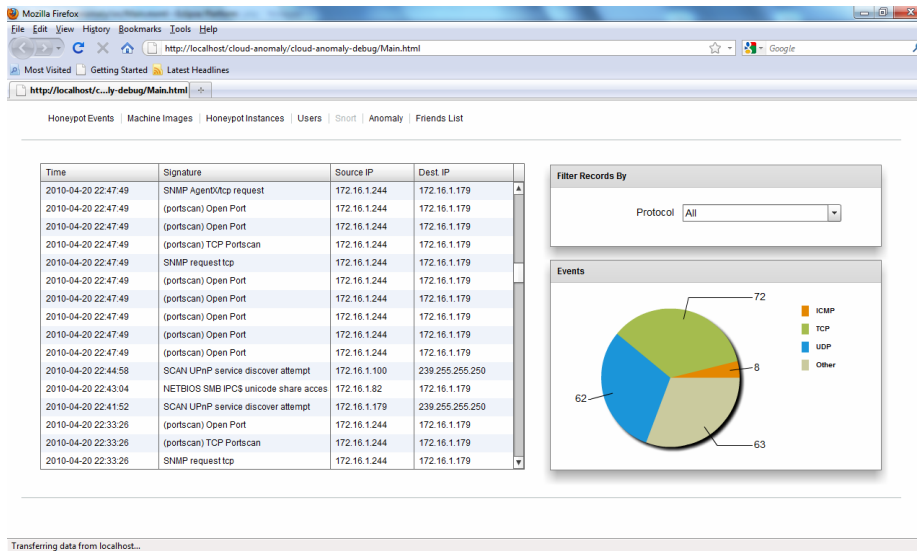 Mozilla Firefox
File Edit View History Bookmarks Tools Help
http://localhost/cloud-anomaly/cloud-anomaly-debug/Main.html
Google
Most Visited Getting Started Latest Headlines
http://localhost/c...ly-debug/Main.html
Honeypot Events | Machine Images | Honeypot Instances | Users | Snort | Anomaly | Friends List
Time Signature Source IP Dest. IP
2010-04-20 22:47:49 SNMP AgentX/tcp request 172.16.1.244 172.16.1.179
2010-04-20 22:47:49 (portscan) Open Port 172.16.1.244 172.16.1.179
2010-04-20 22:47:49 (portscan) Open Port 172.16.1.244 172.16.1.179
2010-04-20 22:47:49 (portscan) TCP Portscan 172.16.1.244 172.16.1.179
2010-04-20 22:47:49 SNMP request tcp 172.16.1.244 172.16.1.179
2010-04-20 22:47:49 (portscan) Open Port 172.16.1.244 172.16.1.179
2010-04-20 22:47:49 (portscan) Open Port 172.16.1.244 172.16.1.179
2010-04-20 22:47:49 (portscan) Open Port 172.16.1.244 172.16.1.179
2010-04-20 22:47:49 (portscan) Open Port 172.16.1.244 172.16.1.179
2010-04-20 22:47:49 (portscan) Open Port 172.16.1.244 172.16.1.179
2010-04-20 22:44:58 SCAN UPnP service discover attempt 172.16.1.100 239.255.255.250
2010-04-20 22:43:04 NETBIOS SMB IPC$ unicode share acces 172.16.1.82 172.16.1.179
2010-04-20 22:41:52 SCAN UPnP service discover attempt 172.16.1.179 239.255.255.250
2010-04-20 22:33:26 (portscan) Open Port 172.16.1.244 172.16.1.179
2010-04-20 22:33:26 (portscan) TCP Portscan 172.16.1.244 172.16.1.179
2010-04-20 22:33:26 SNMP request tcp 172.16.1.244 172.16.1.179
Filter Records By
Protocol All
Events
72
8
62
63
ICMP
TCP
UDP
Other
Transferring data from localhost...